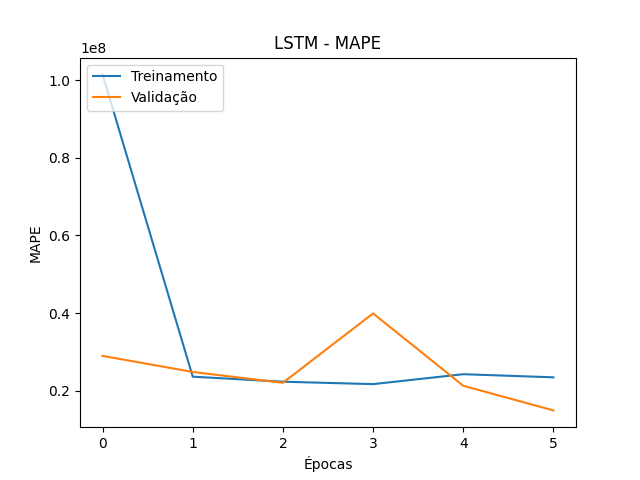 LSTM - MAPE
1e8
Treinamento
Validação
1.0
0.8
0.6
0.4
0.2
MAPE
0 1 2 3 4 5
Épocas